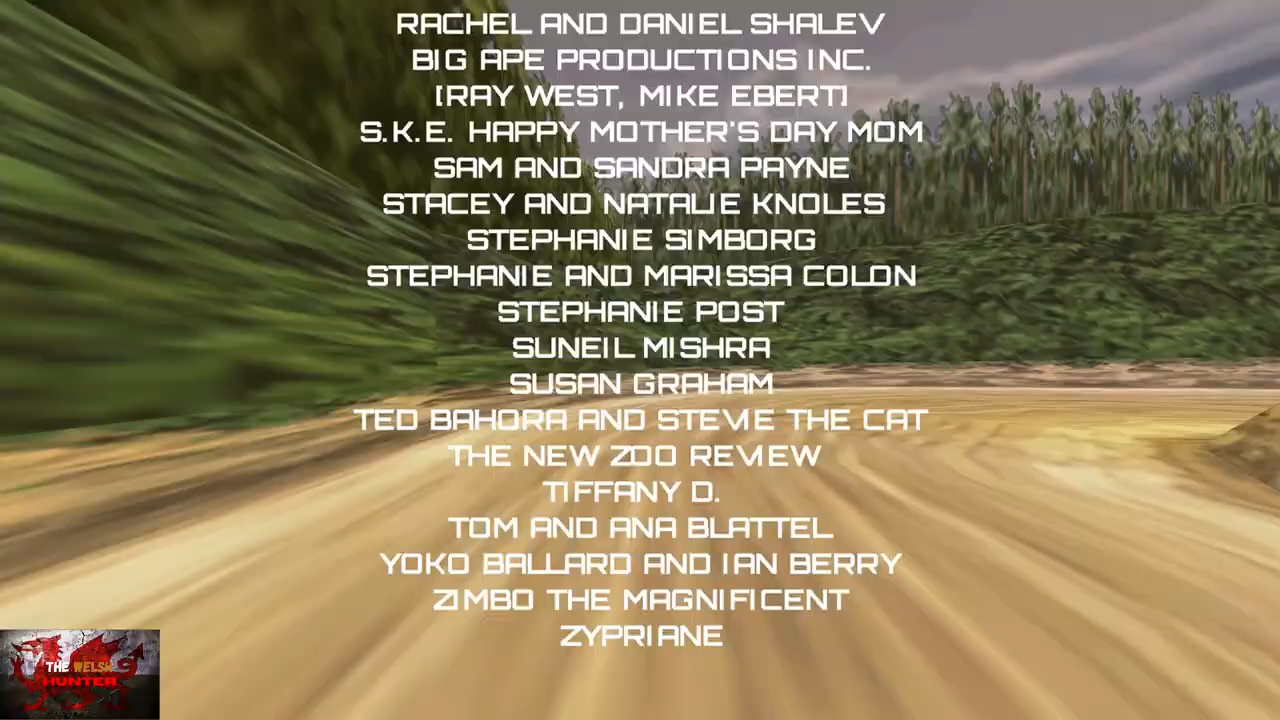 RACHEL AND DANIEL SHALEV
BIG APE PRODUCTIONS INC.
[RAY WEST, MIKE EBERT]
S.K.E. HAPPY MOTHER'S DAY MOM
SAM AND SANDRA PAYNE
STACEY AND NATALIE KNOLES
STEPHANIE SIMBORG
STEPHANIE AND MARISSA COLON
STEPHANIE POST
SUNEIL MISHRA
SUSAN GRAHAM
TED BAHORA AND STEVIE THE CAT
THE NEW ZOO REVIEW
TIFFANY D.
TOM AND ANA BLATTEL
YOKO BALLARD AND IAN BERRY
ZIMBO THE MAGNIFICENT
ZYPRIANE
THE WELSH
HUNTER